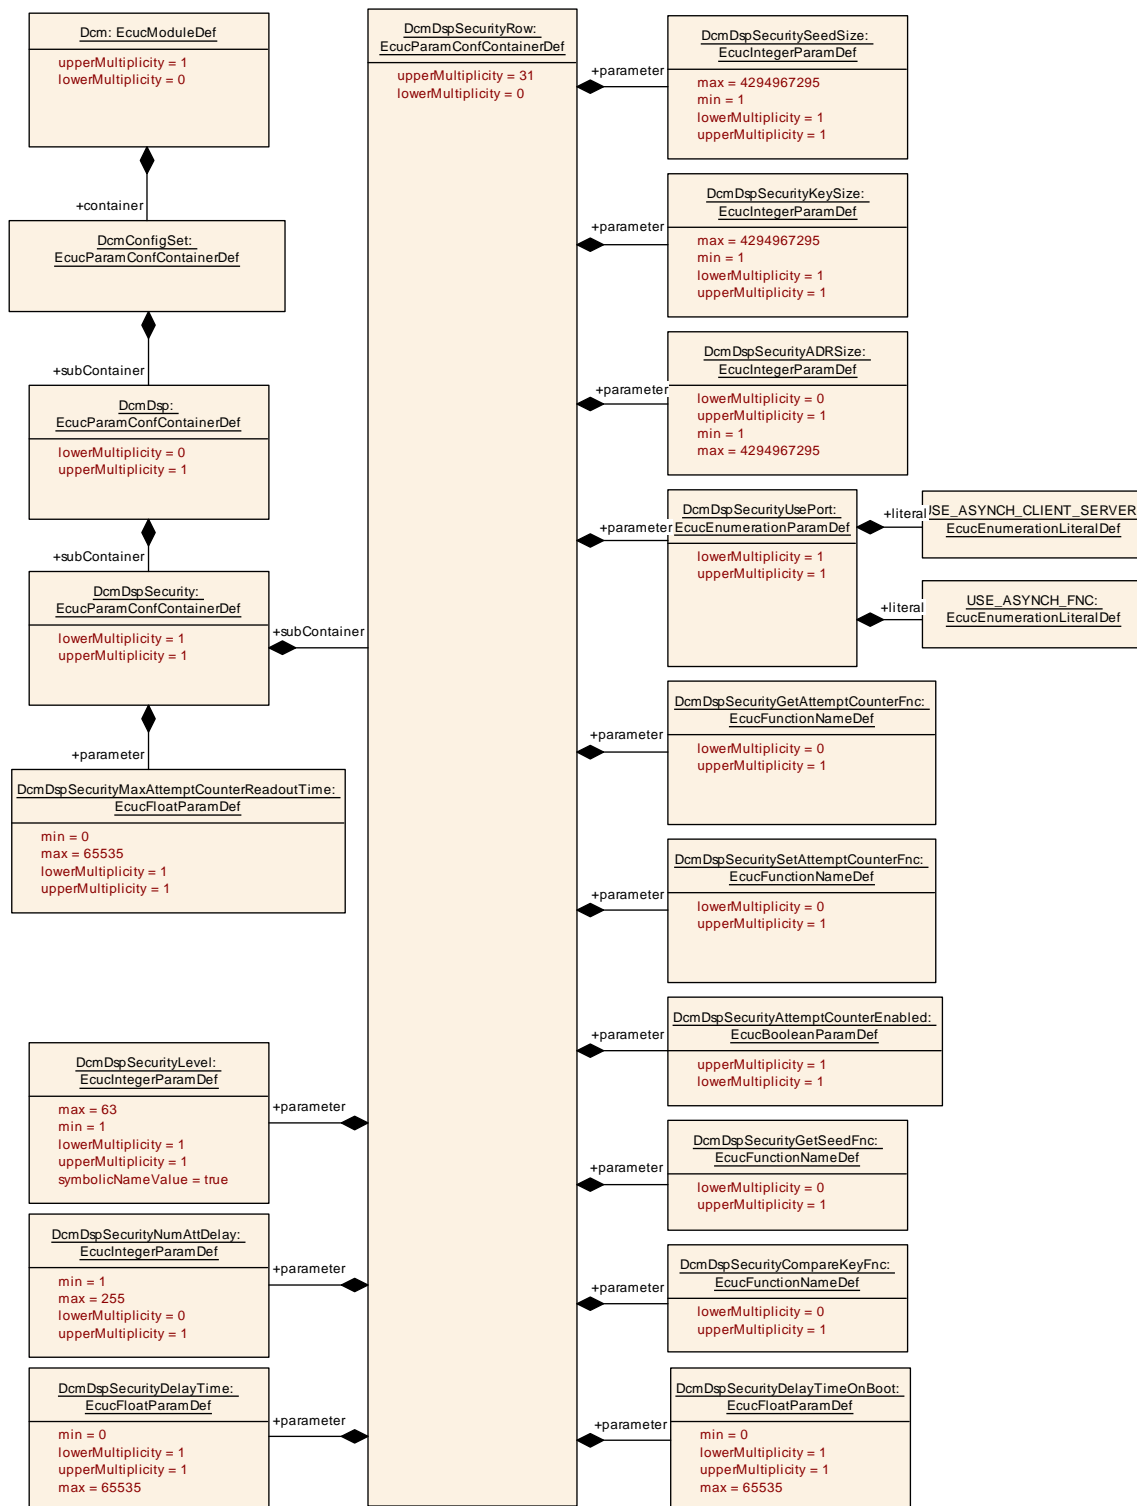 Dcm: EcucModuleDef
upperMultiplicity = 1
lowerMultiplicity = 0
+container
DcmConfigSet:
EcucParamConfContainerDef
+subContainer
DcmDsp:
EcucParamConfContainerDef
lowerMultiplicity = 0
upperMultiplicity = 1
+subContainer
DcmDspSecurity:
EcucParamConfContainerDef
lowerMultiplicity = 1
upperMultiplicity = 1
+subContainer
+parameter
DcmDspSecurityMaxAttemptCounterReadoutTime:
EcucFloatParamDef
min = 0
max = 65535
lowerMultiplicity = 1
upperMultiplicity = 1
DcmDspSecurityLevel:
EcucIntegerParamDef
max = 63
min = 1
lowerMultiplicity = 1
upperMultiplicity = 1
symbolicNameValue = true
+parameter
DcmDspSecurityNumAttDelay:
EcucIntegerParamDef
min = 1
max = 255
lowerMultiplicity = 0
upperMultiplicity = 1
+parameter
DcmDspSecurityDelayTime:
EcucFloatParamDef
min = 0
lowerMultiplicity = 1
upperMultiplicity = 1
max = 65535
+parameter
DcmDspSecurityRow:
EcucParamConfContainerDef
upperMultiplicity = 31
lowerMultiplicity = 0
+parameter
DcmDspSecuritySeedSize:
EcucIntegerParamDef
max = 4294967295
min = 1
lowerMultiplicity = 1
upperMultiplicity = 1
+parameter
DcmDspSecurityKeySize:
EcucIntegerParamDef
max = 4294967295
min = 1
lowerMultiplicity = 1
upperMultiplicity = 1
+parameter
DcmDspSecurityADRSize:
EcucIntegerParamDef
lowerMultiplicity = 0
upperMultiplicity = 1
min = 1
max = 4294967295
+parameter
DcmDspSecurityUsePort:
EcucEnumerationParamDef
lowerMultiplicity = 1
upperMultiplicity = 1
+literal
USE_ASYNCH_CLIENT_SERVER:
EcucEnumerationLiteralDef
+literal
USE_ASYNCH_FNC:
EcucEnumerationLiteralDef
+parameter
DcmDspSecurityGetAttemptCounterFnc:
EcucFunctionNameDef
lowerMultiplicity = 0
upperMultiplicity = 1
+parameter
DcmDspSecuritySetAttemptCounterFnc:
EcucFunctionNameDef
lowerMultiplicity = 0
upperMultiplicity = 1
+parameter
DcmDspSecurityAttemptCounterEnabled:
EcucBooleanParamDef
upperMultiplicity = 1
lowerMultiplicity = 1
+parameter
DcmDspSecurityGetSeedFnc:
EcucFunctionNameDef
lowerMultiplicity = 0
upperMultiplicity = 1
+parameter
DcmDspSecurityCompareKeyFnc:
EcucFunctionNameDef
lowerMultiplicity = 0
upperMultiplicity = 1
+parameter
DcmDspSecurityDelayTimeOnBoot:
EcucFloatParamDef
min = 0
lowerMultiplicity = 1
upperMultiplicity = 1
max = 65535